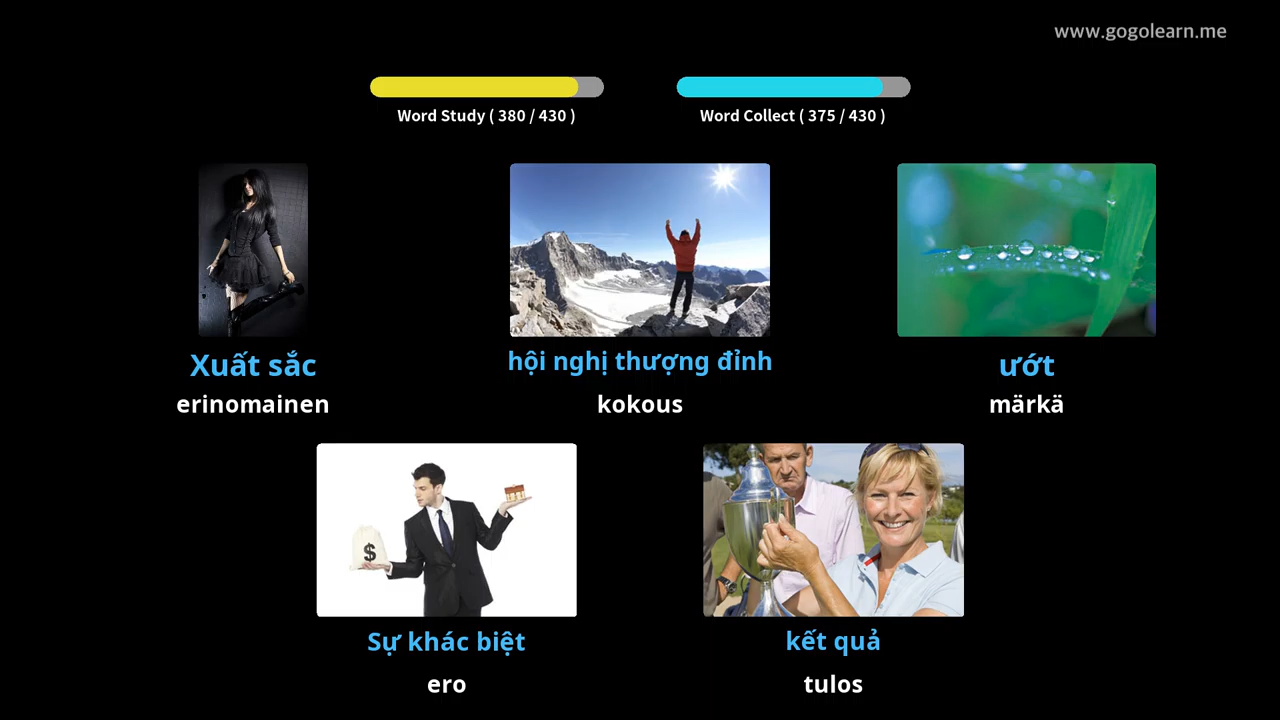 www.gogolearn.me
Word Study ( 380 / 430 )
Word Collect ( 375 / 430 )
Xuất sắc
erinomainen
hội nghị thượng đỉnh
kokous
ướt
märkä
$
Sự khác biệt
ero
kết quả
tulos